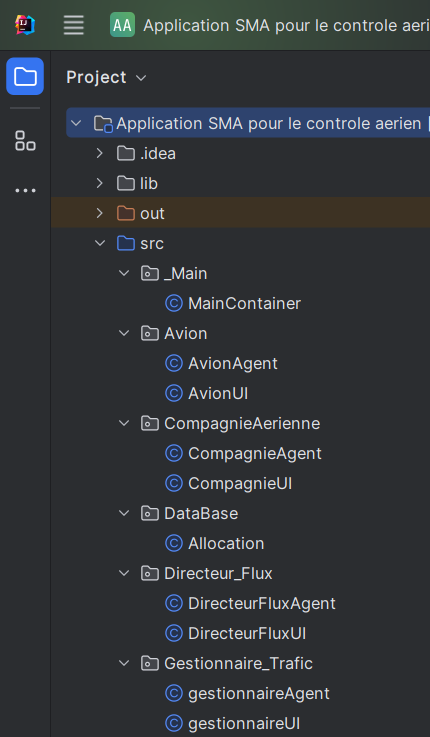 AA Application SMA pour le controle aeri
Project
Application SMA pour le controle aerien
.idea
lib
out
src
_Main
C MainContainer
Avion
C AvionAgent
C AvionUI
CompagnieAerienne
C CompagnieAgent
C CompagnieUI
DataBase
C Allocation
Directeur_Flux
C DirecteurFluxAgent
C DirecteurFluxUI
Gestionnaire_Trafic
C gestionnaireAgent
C gestionnaireUI